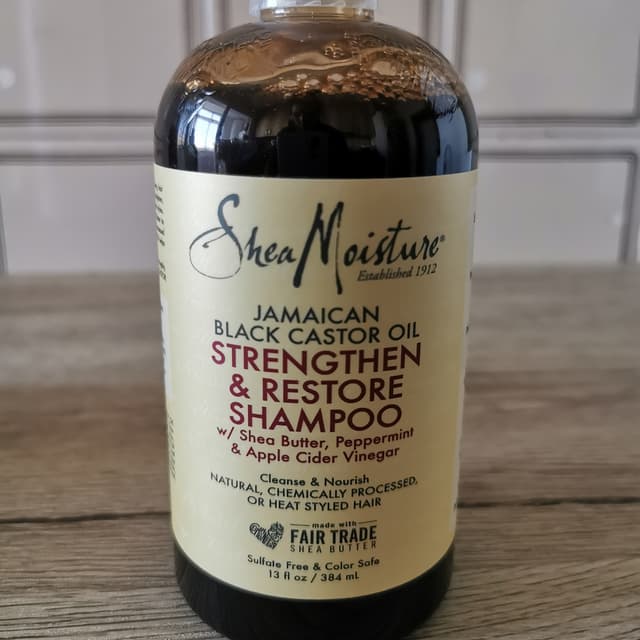 SheaMoisture®
Established 1912
JAMAICAN
BLACK CASTOR OIL
STRENGTHEN
& RESTORE
SHAMPOO
w/ Shea Butter, Peppermint
& Apple Cider Vinegar
Cleanse & Nourish
NATURAL, CHEMICALLY PROCESSED,
OR HEAT STYLED HAIR
made with
FAIR TRADE
SHEA BUTTER
Sulfate Free & Color Safe
13 fl oz / 384 mL